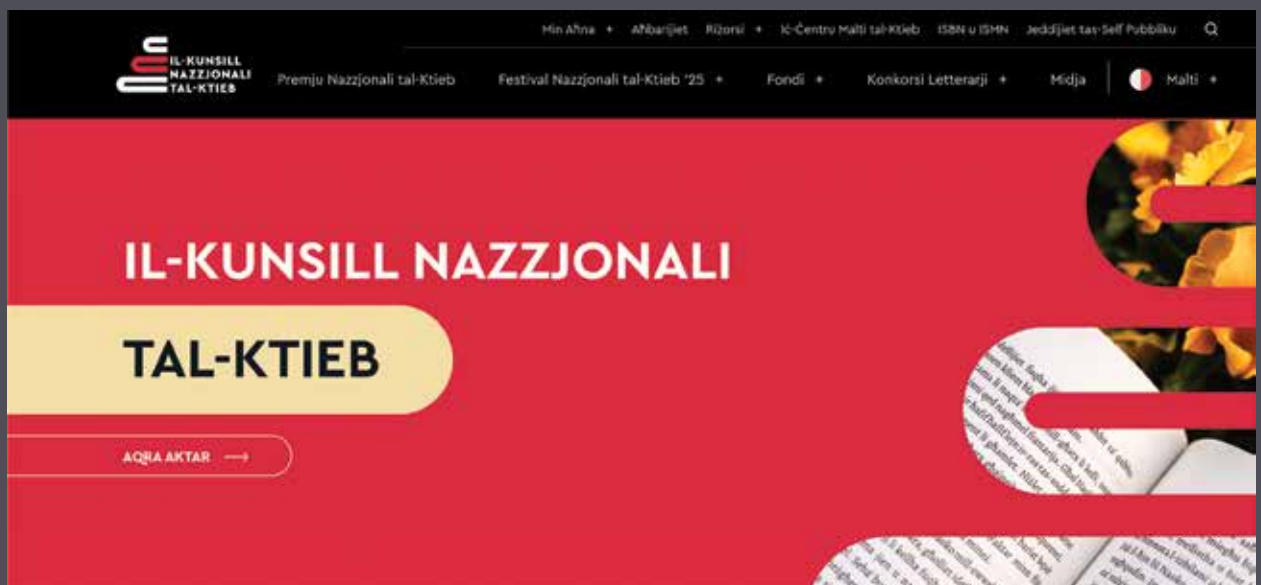 Min Aħna + Aħbarijiet Riżorsi + Iċ-Ċentru Malti tal-Ktieb ISBN u ISMN Jeddijiet tas-Self Pubbliku
IL-KUNSILL
NAZZJONALI
TAL-KTIEB
Premju Nazzjonali tal-Ktieb Festival Nazzjonali tal-Ktieb '25 + Fondi + Konkorsi Letterarji + Midja Malti +
IL-KUNSILL NAZZJONALI
TAL-KTIEB
AQRA AKTAR →